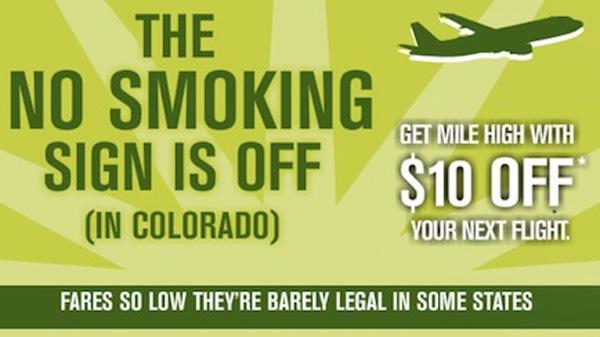 THE
NO SMOKING
SIGN IS OFF
(IN COLORADO)
GET MILE HIGH WITH
$10 OFF*
YOUR NEXT FLIGHT.
FARES SO LOW THEY'RE BARELY LEGAL IN SOME STATES